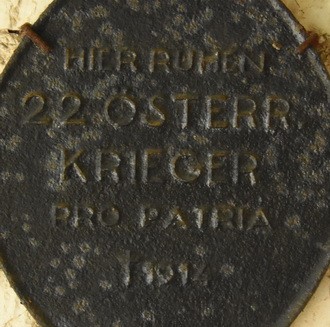 HIER RUHEN
22 ÖSTERR.
KRIEGER
PRO PATRIA
† 1914